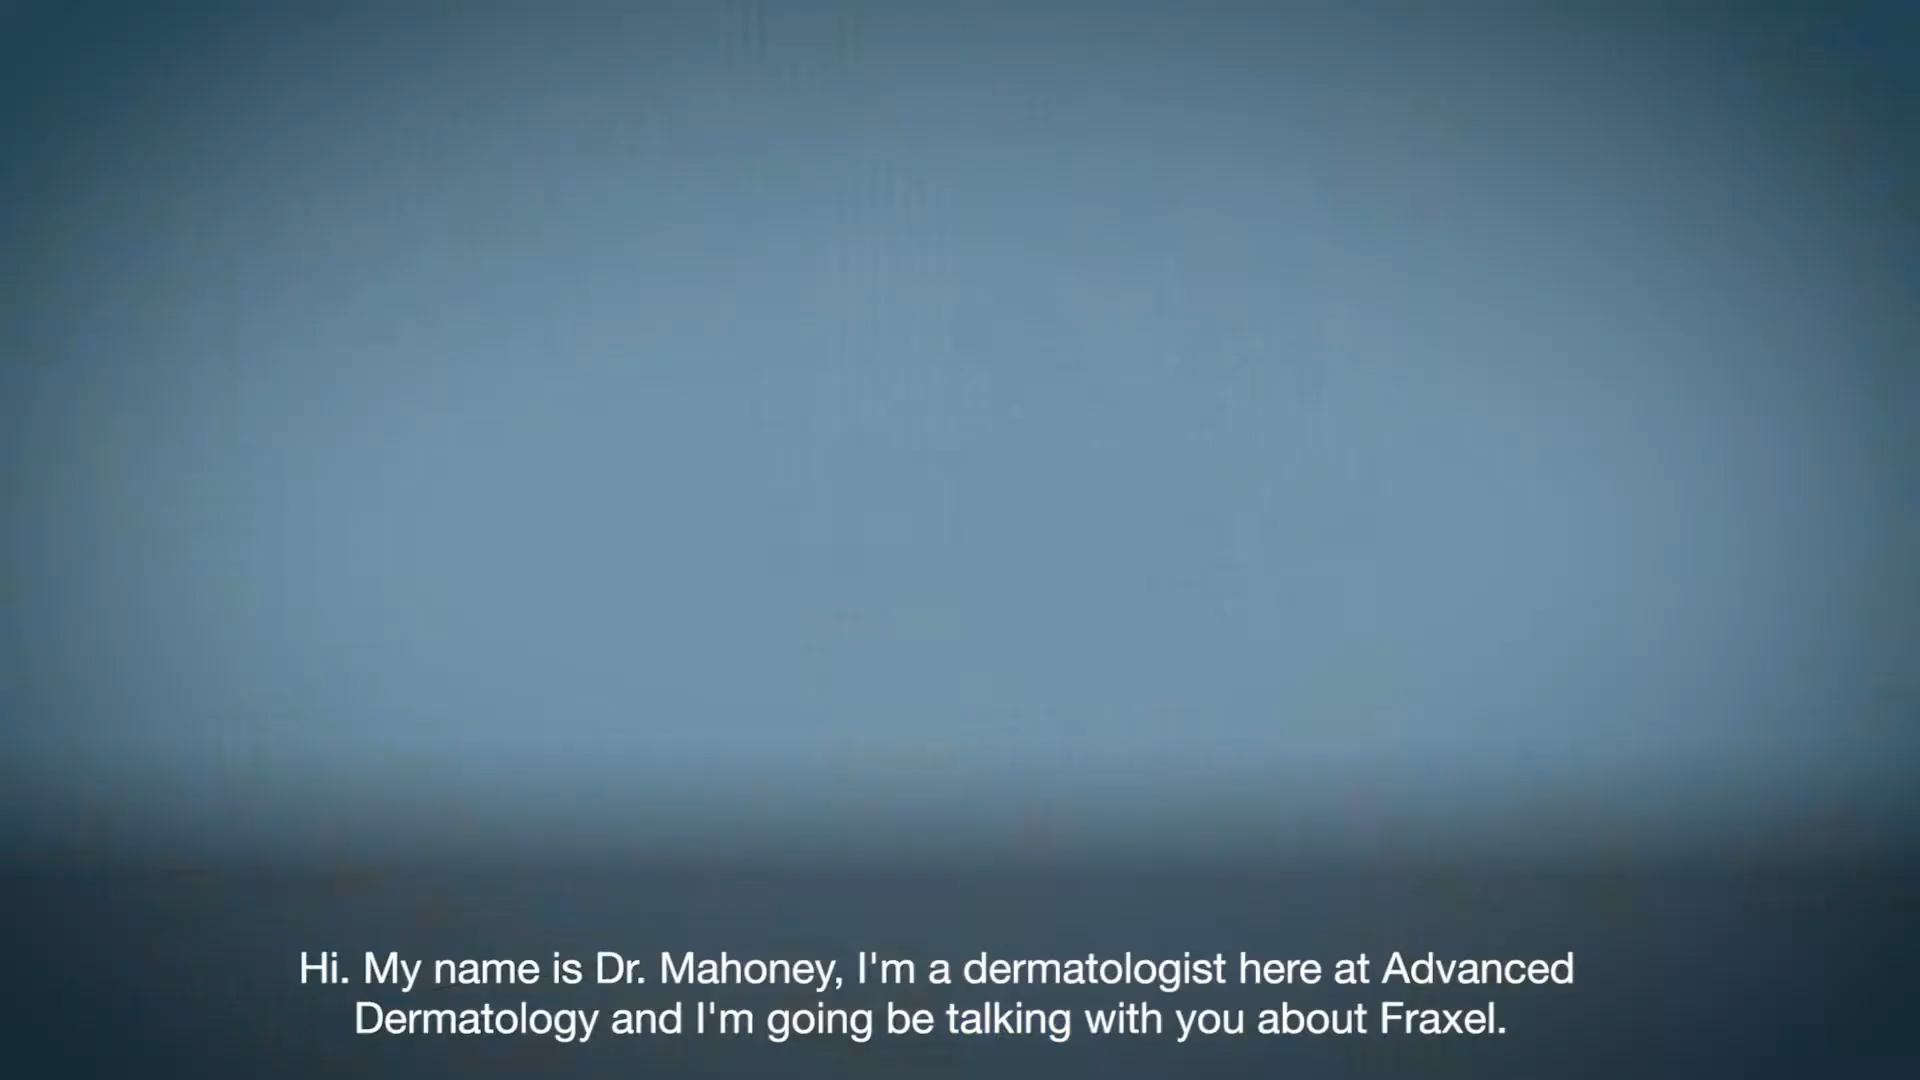 Hi. My name is Dr. Mahoney, I'm a dermatologist here at Advanced
Dermatology and I'm going be talking with you about Fraxel.